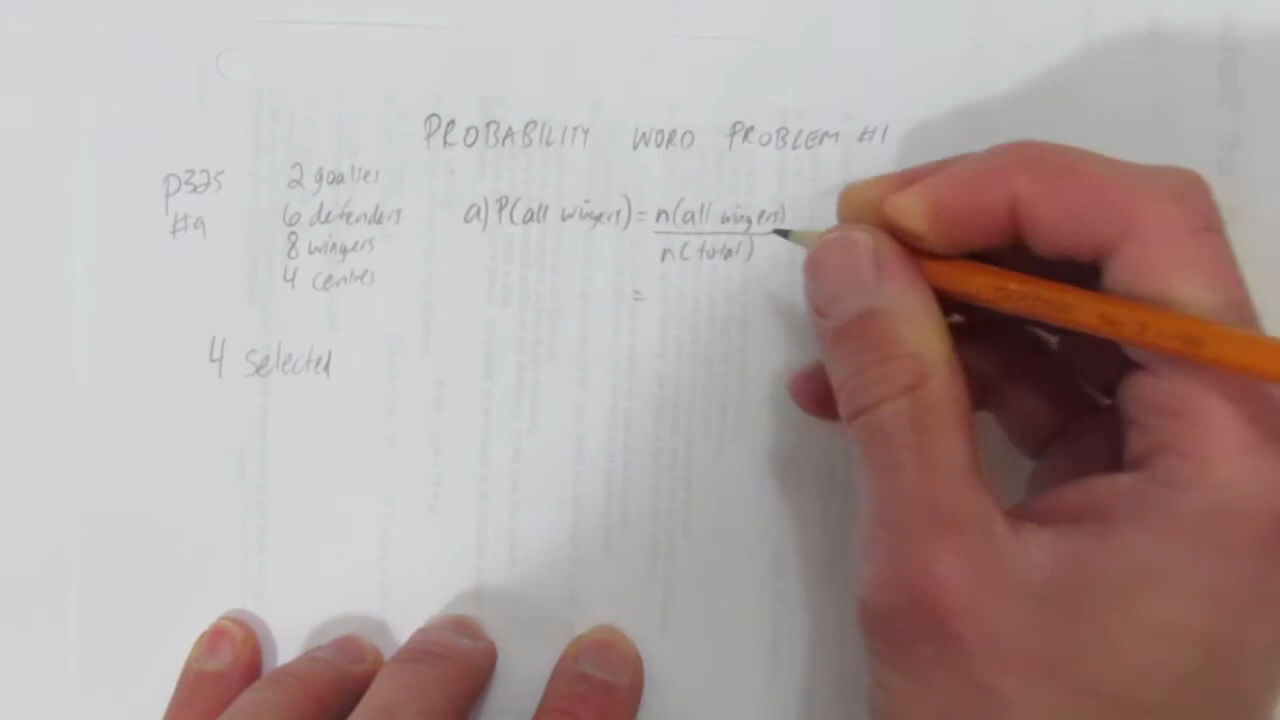 PROBABILITY WORD PROBLEM #1
p325
#9
2 goalies
6 defenders
8 wingers
4 centres
4 selected
a) P(all wingers) = n(all wingers)
n(total)
=